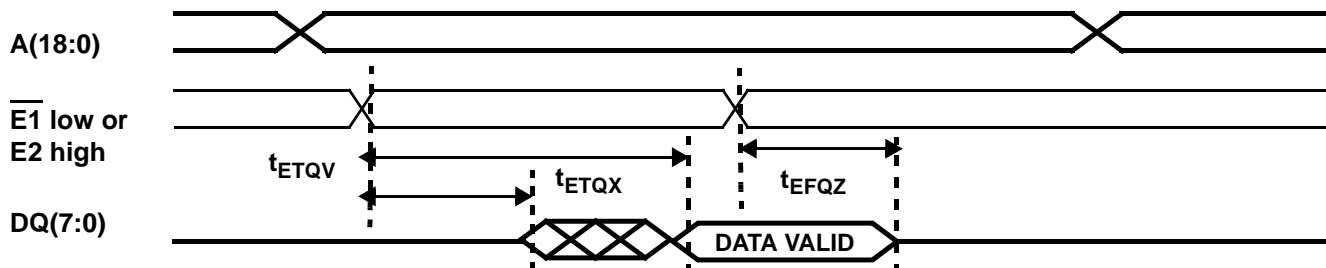 A(18:0)
E1 low or
E2 high
tETQV
tETQX
tEFQZ
DQ(7:0)
DATA VALID